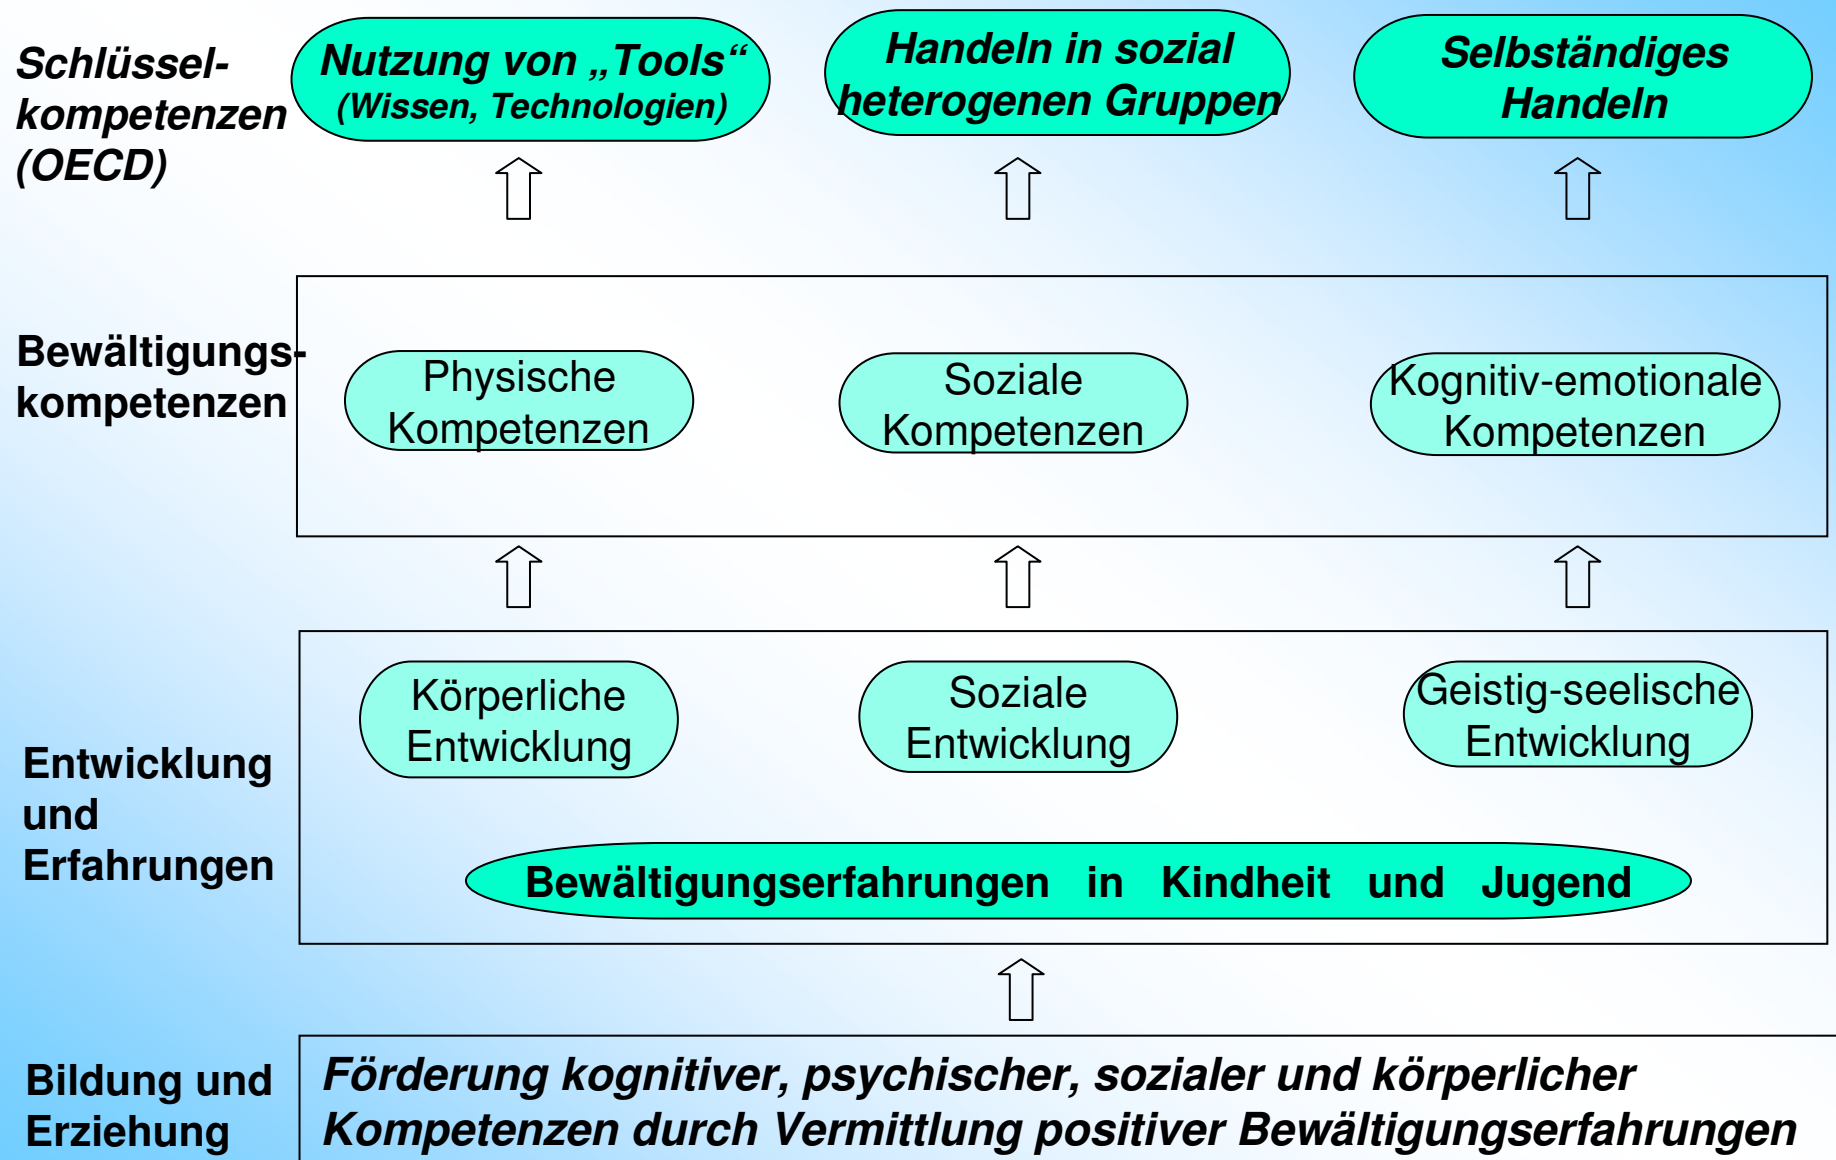 Schlüssel-
kompetenzen
(OECD)
Nutzung von „Tools“
(Wissen, Technologien)
Handeln in sozial
heterogenen Gruppen
Selbständiges
Handeln
Bewältigungs-
kompetenzen
Physische
Kompetenzen
Soziale
Kompetenzen
Kognitiv-emotionale
Kompetenzen
Entwicklung
und
Erfahrungen
Körperliche
Entwicklung
Soziale
Entwicklung
Geistig-seelische
Entwicklung
Bewältigungserfahrungen in Kindheit und Jugend
Bildung und
Erziehung
Förderung kognitiver, psychischer, sozialer und körperlicher
Kompetenzen durch Vermittlung positiver Bewältigungserfahrungen